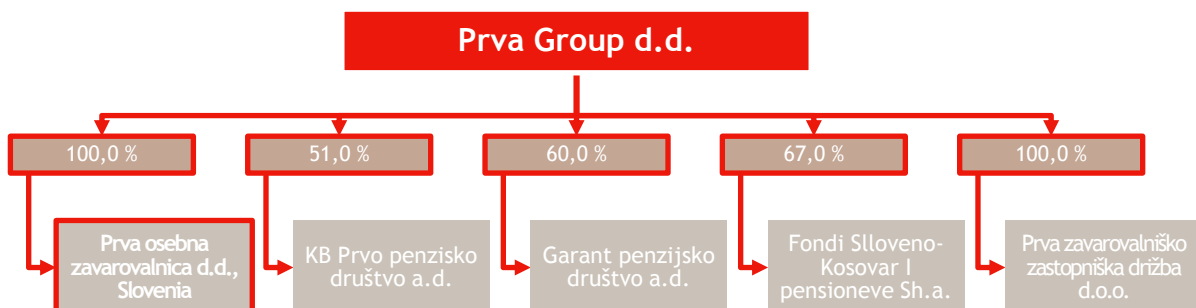 Prva Group d.d.
100,0 %
51,0 %
60,0 %
67,0 %
100,0 %
Prva osebna
zavarovalnica d.d.,
Slovenia
KB Prvo penzisko
društvo a.d.
Garant penzijsko
društvo a.d.
Fondi Slloveno-
Kosovar I
pensioneve Sh.a.
Prva zavarovalniško
zastopniška drižba
d.o.o.